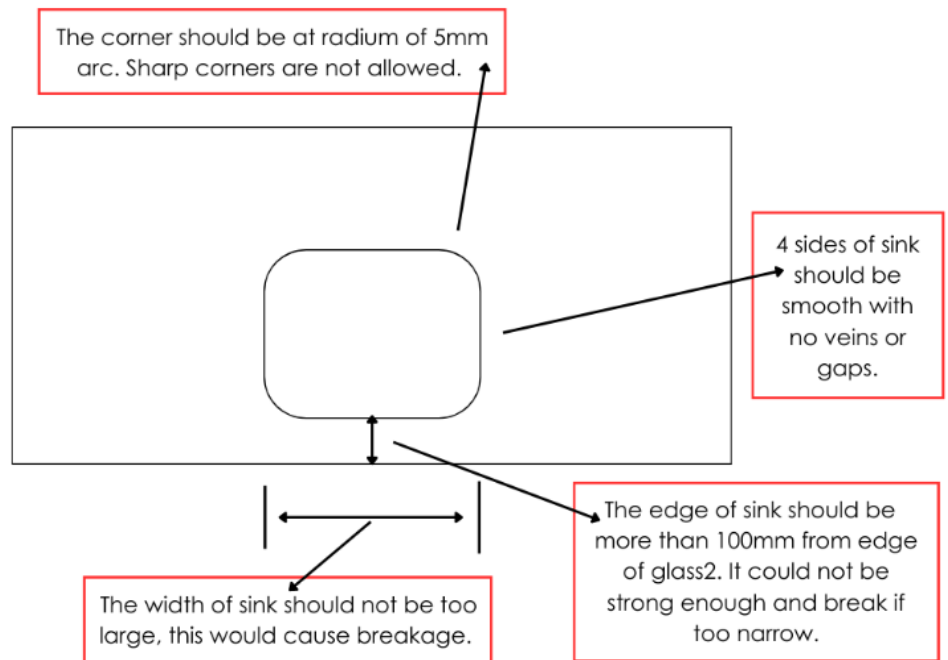 The corner should be at radium of 5mm
arc. Sharp corners are not allowed.
4 sides of sink
should be
smooth with
no veins or
gaps.
The edge of sink should be
more than 100mm from edge
of glass2. It could not be
strong enough and break if
too narrow.
The width of sink should not be too
large, this would cause breakage.